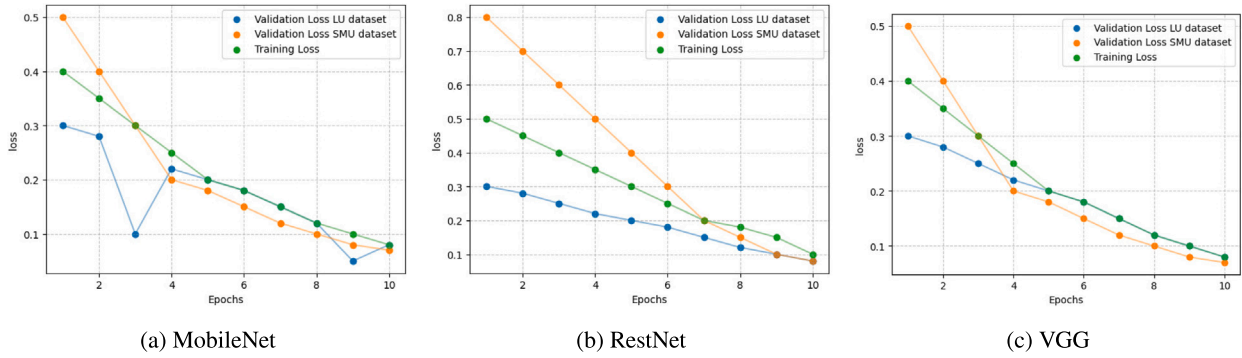 0.5
0.4
0.3
0.2
0.1
loss
2
4
6
8
10
Epochs
Validation Loss LU dataset
Validation Loss SMU dataset
Training Loss
(a) MobileNet
0.8
0.7
0.6
0.5
0.4
0.3
0.2
0.1
loss
2
4
6
8
10
Epochs
Validation Loss LU dataset
Validation Loss SMU dataset
Training Loss
(b) RestNet
0.5
0.4
0.3
0.2
0.1
loss
2
4
6
8
10
Epochs
Validation Loss LU dataset
Validation Loss SMU dataset
Training Loss
(c) VGG